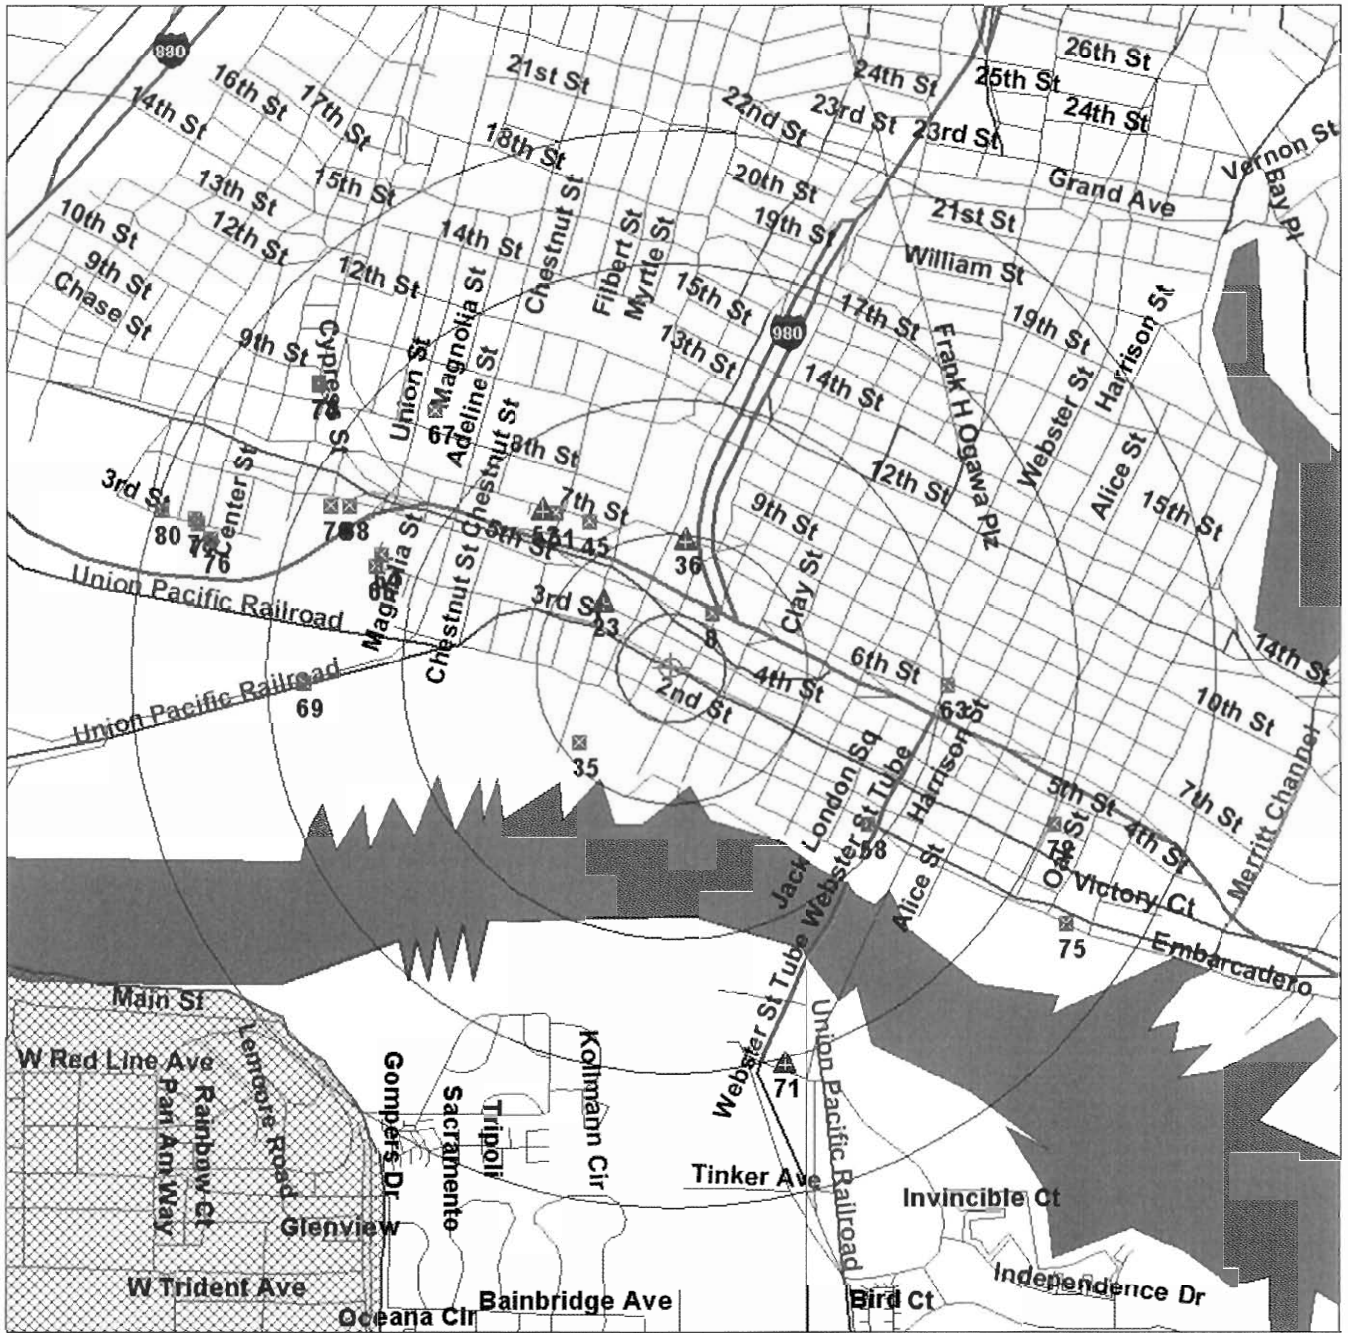 980
16th St
14th St
17th St
21st St
18th St
22nd St
23rd St
24th St
23rd St
25th St
26th St
24th St
Vernon St
Bay Pl
Grand Ave
13th St
15th St
10th St
12th St
9th St
Chase St
12th St
14th St
Chestnut St
Filbert St
Myrtle St
20th St
19th St
21st St
William St
15th St
13th St
980
17th St
14th St
19th St
Harrison St
Frank H Ogawa Plz
Webster St
Alice St
15th St
9th St
Cypress St
Union St
Magnolia St
Adeline St
67
8th St
Chestnut St
12th St
9th St
3rd St
Center St
80
76
68
7th St
5th St
45
36
Clay St
Union Pacific Railroad
Magnolia St
Chestnut St
3rd St
23
8
6th St
4th St
2nd St
14th St
10th St
Union Pacific Railroad
69
35
63
Harrison St
Jack London Sq
Webster St Tube
5th St
4th St
7th St
Merritt Channel
58
Oak St
Alice St
Victory Ct
75
Embarcadero
Main St
W Red Line Ave
Lemoore Road
Pan Am Way
Rainbow Ct
Gompers Dr
Sacramento
Tripoli
Kollmann Cir
Webster St Tube
71
Union Pacific Railroad
Tinker Ave
Invincible Ct
Glenview
W Trident Ave
Oceana Cir
Bainbridge Ave
Bird Ct
Independence Dr